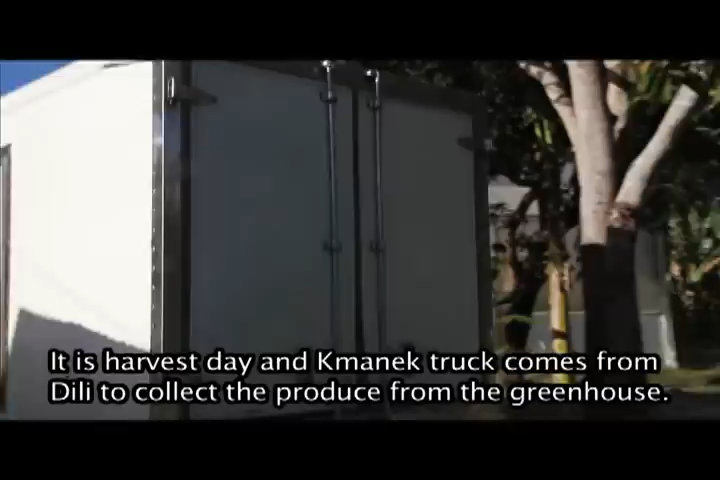 It is harvest day and Kmanek truck comes from
Dili to collect the produce from the greenhouse.